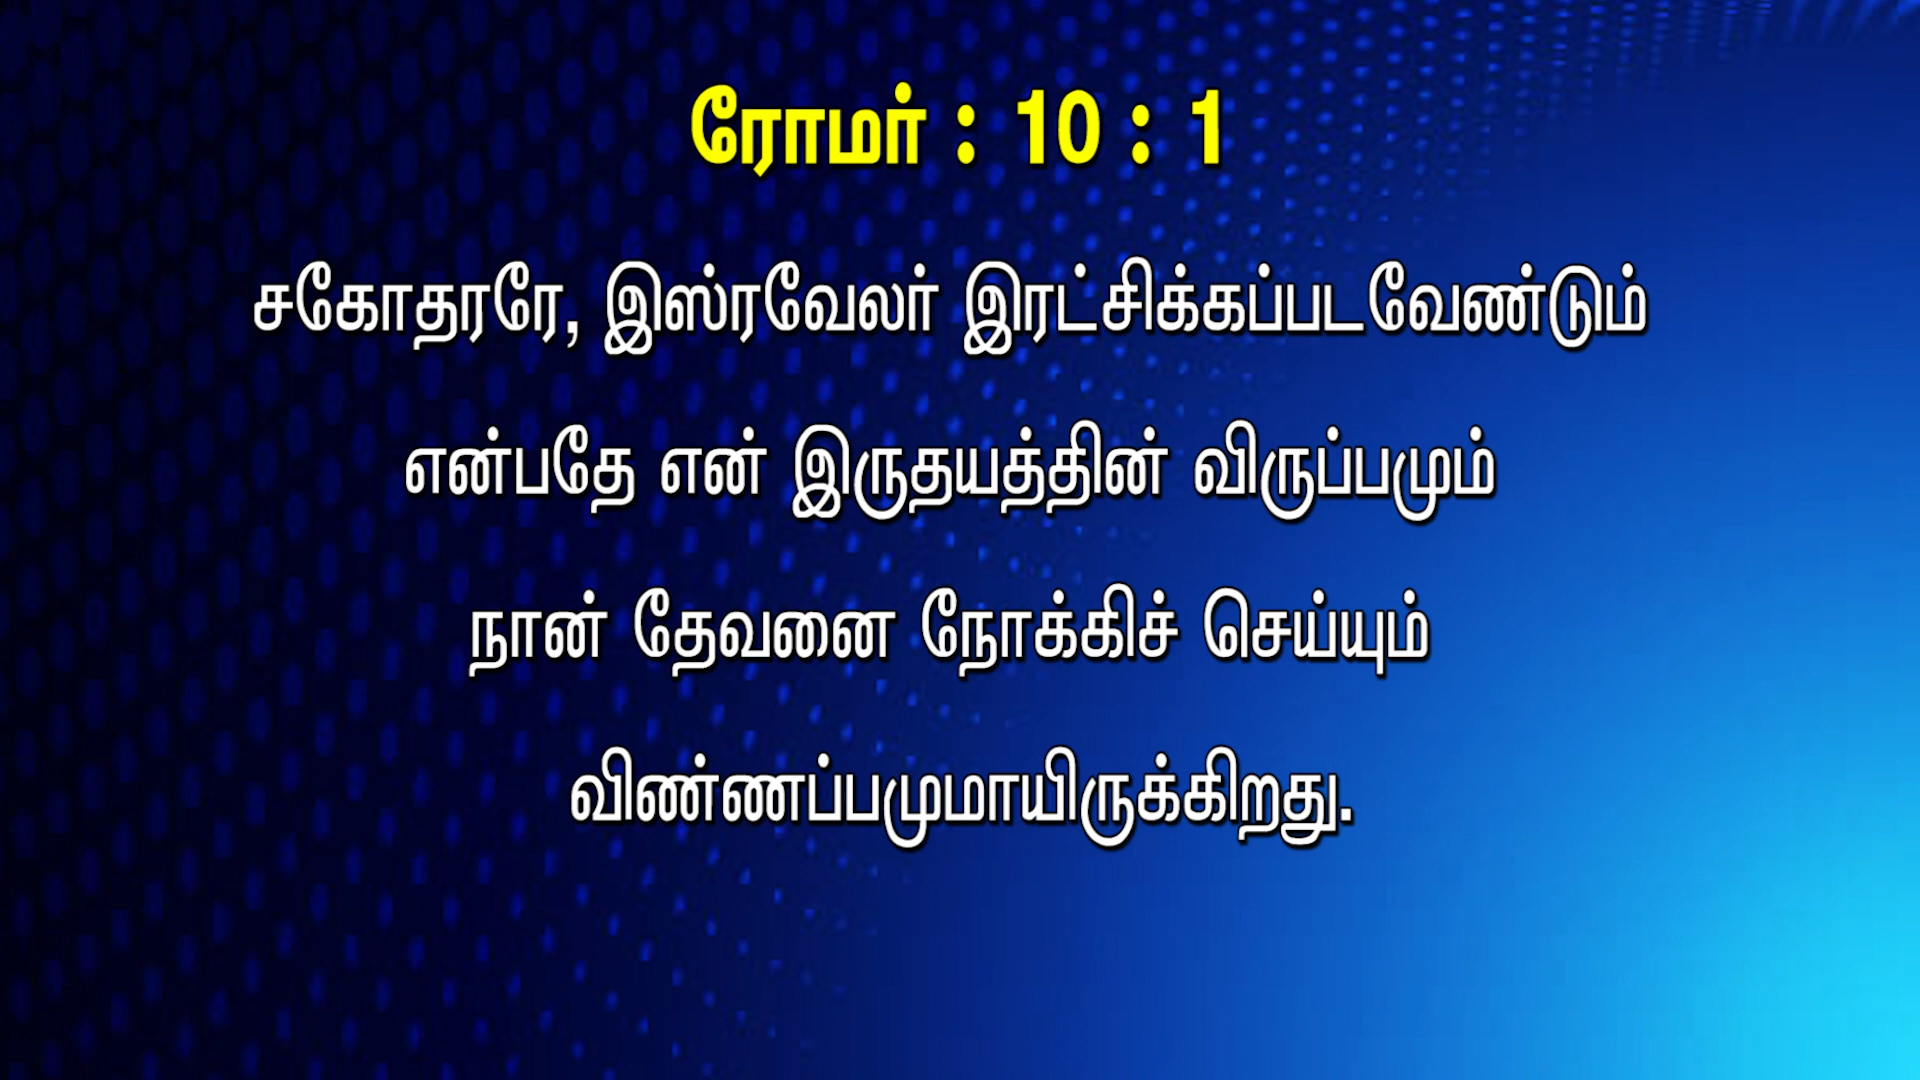 ரோமர் : 10 : 1
சகோதரரே, இஸ்ரவேலர் இரட்சிக்கப்படவேண்டும்
என்பதே என் இருதயத்தின் விருப்பமும்
நான் தேவனை நோக்கிச் செய்யும்
விண்ணப்பமுமாயிருக்கிறது.